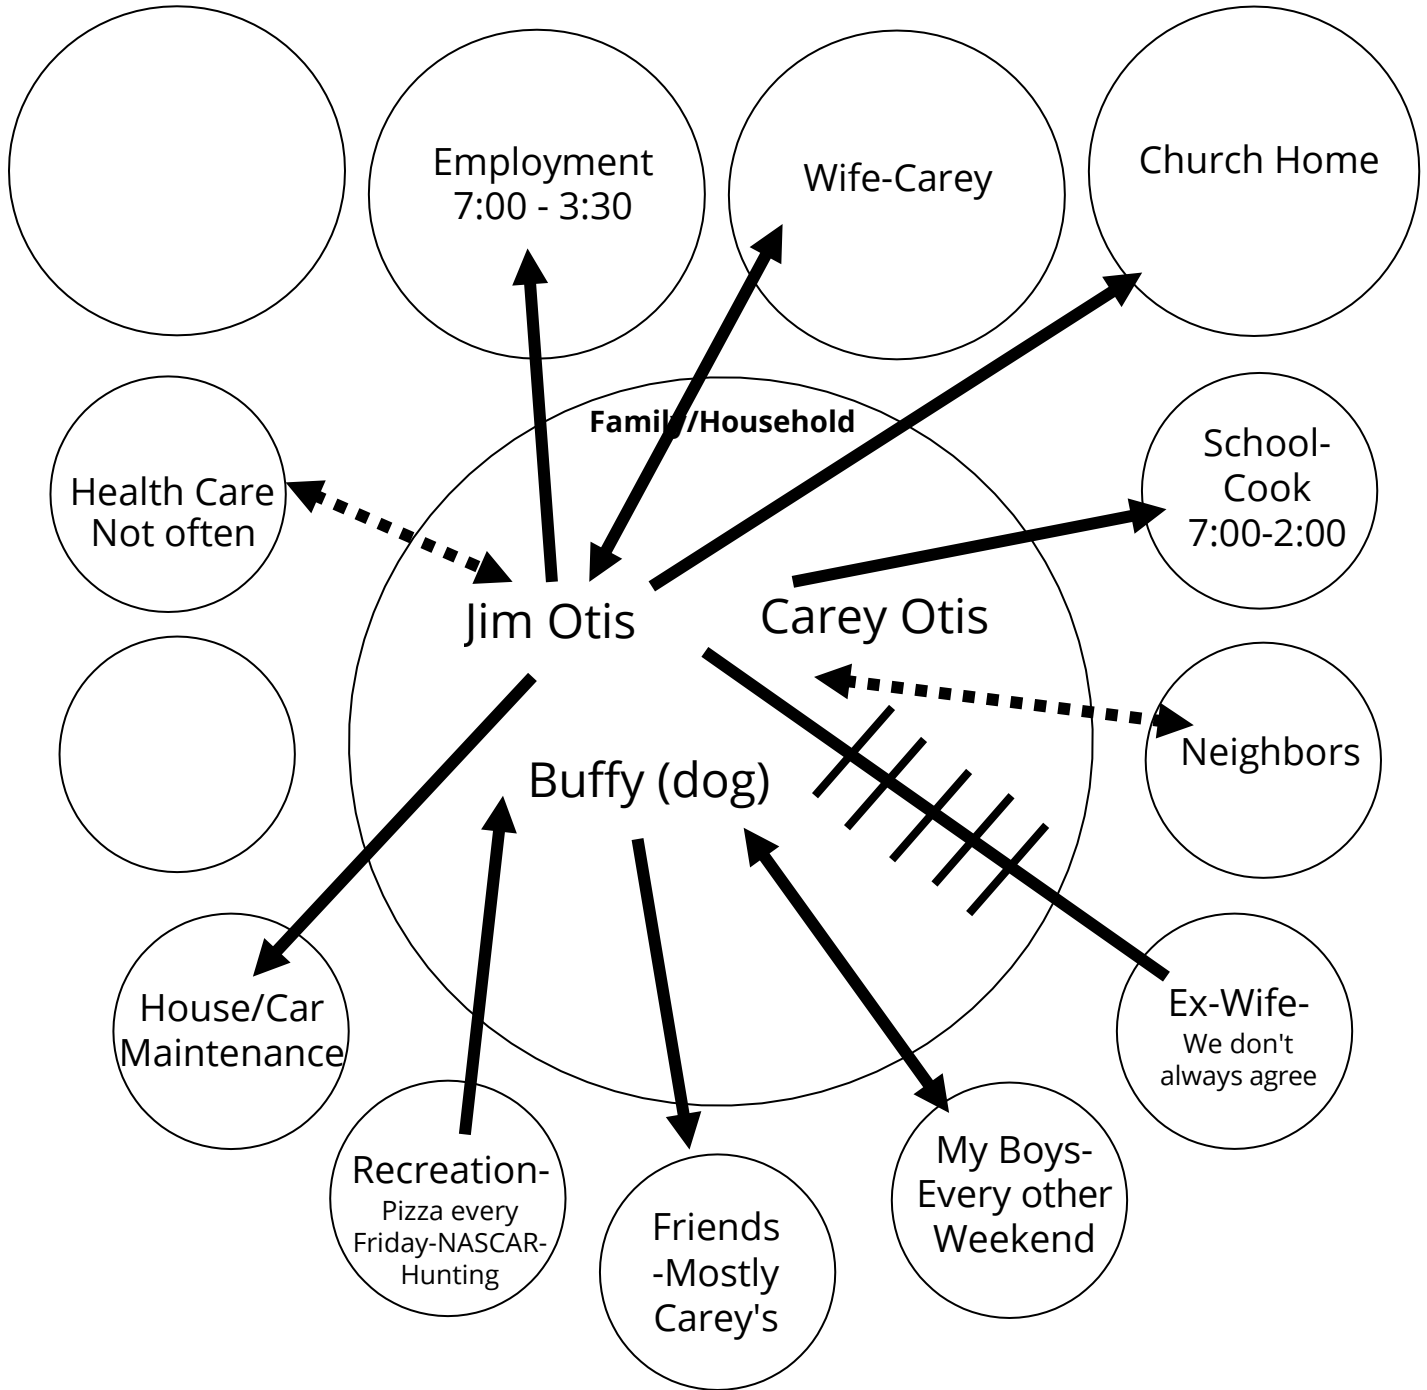 Employment
7:00 - 3:30
Wife-Carey
Church Home
Family/Household
Health Care
Not often
School-
Cook
7:00-2:00
Jim Otis
Carey Otis
Neighbors
Buffy (dog)
House/Car
Maintenance
Ex-Wife-
We don't
always agree
Recreation-
Pizza every
Friday-NASCAR-
Hunting
Friends
-Mostly
Carey's
My Boys-
Every other
Weekend